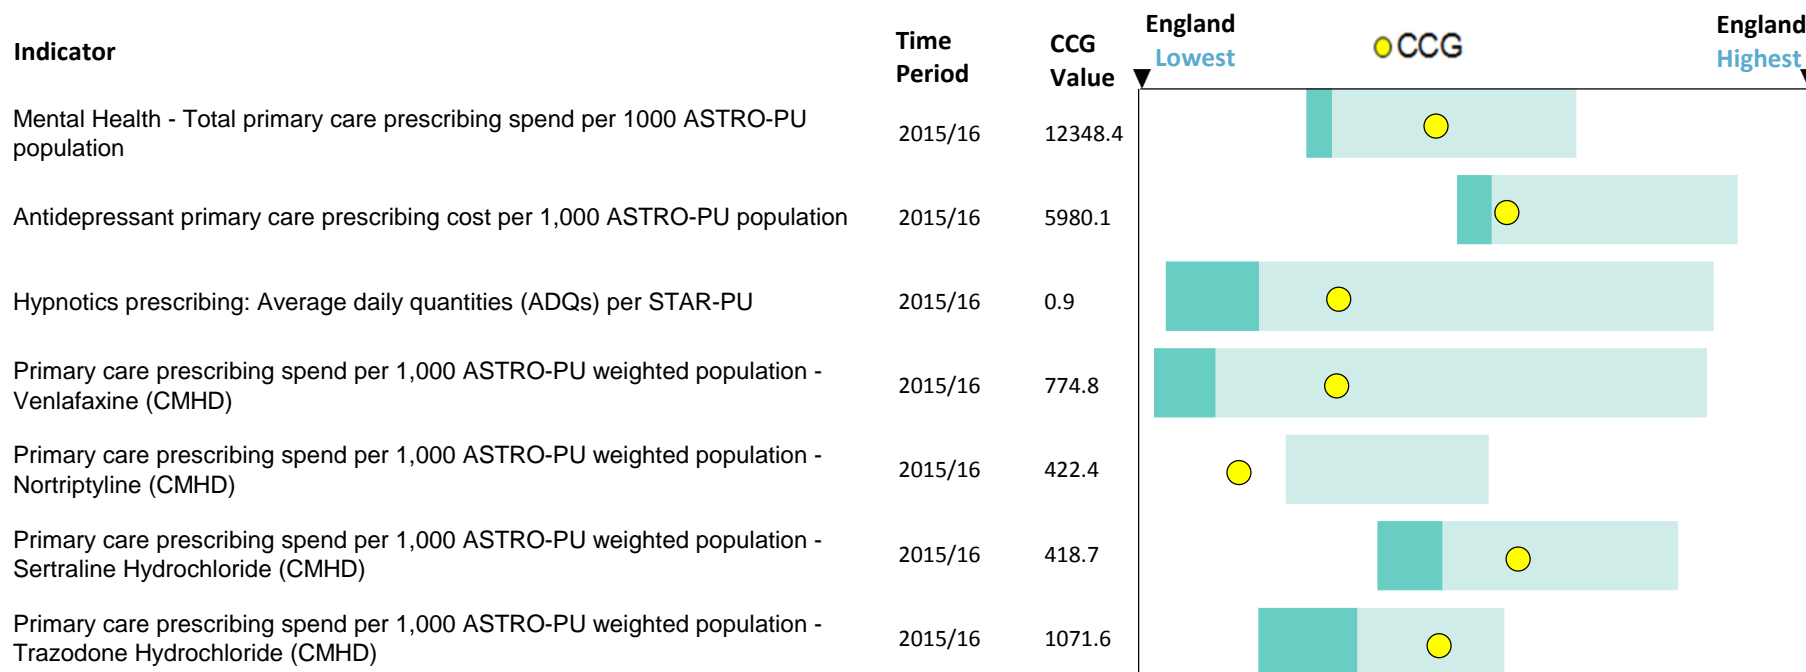 Indicator
Time
Period
CCG
Value
England
Lowest
CCG
England
Highest
Mental Health - Total primary care prescribing spend per 1000 ASTRO-PU
population
2015/16
12348.4
Antidepressant primary care prescribing cost per 1,000 ASTRO-PU population
2015/16
5980.1
Hypnotics prescribing: Average daily quantities (ADQs) per STAR-PU
2015/16
0.9
Primary care prescribing spend per 1,000 ASTRO-PU weighted population -
Venlafaxine (CMHD)
2015/16
774.8
Primary care prescribing spend per 1,000 ASTRO-PU weighted population -
Nortriptyline (CMHD)
2015/16
422.4
Primary care prescribing spend per 1,000 ASTRO-PU weighted population -
Sertraline Hydrochloride (CMHD)
2015/16
418.7
Primary care prescribing spend per 1,000 ASTRO-PU weighted population -
Trazodone Hydrochloride (CMHD)
2015/16
1071.6